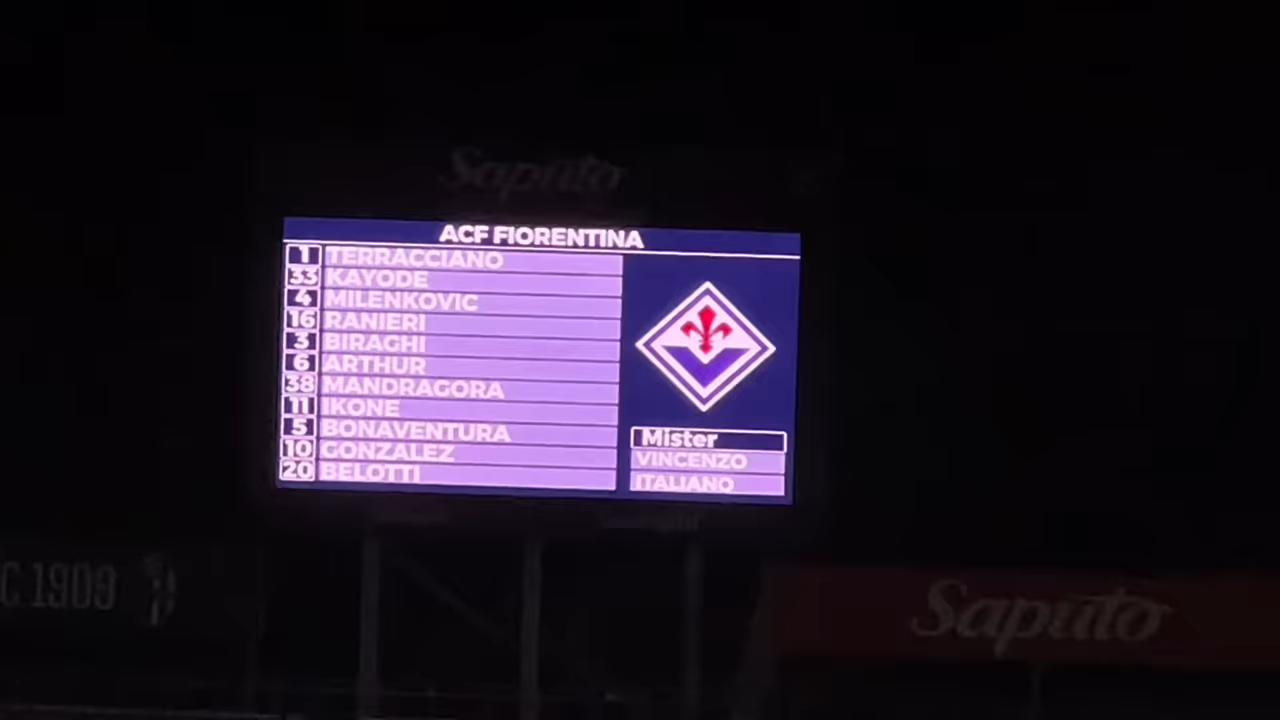 Saputo
ACF FIORENTINA
1 TERRACCIANO
33 KAYODE
4 MILENKOVIC
16 RANIERI
3 BIRAGHI
6 ARTHUR
38 MANDRAGORA
11 IKONE
5 BONAVENTURA
10 GONZALEZ
20 BELOTTI
Mister
VINCENZO
ITALIANO
C 1909
Saputo